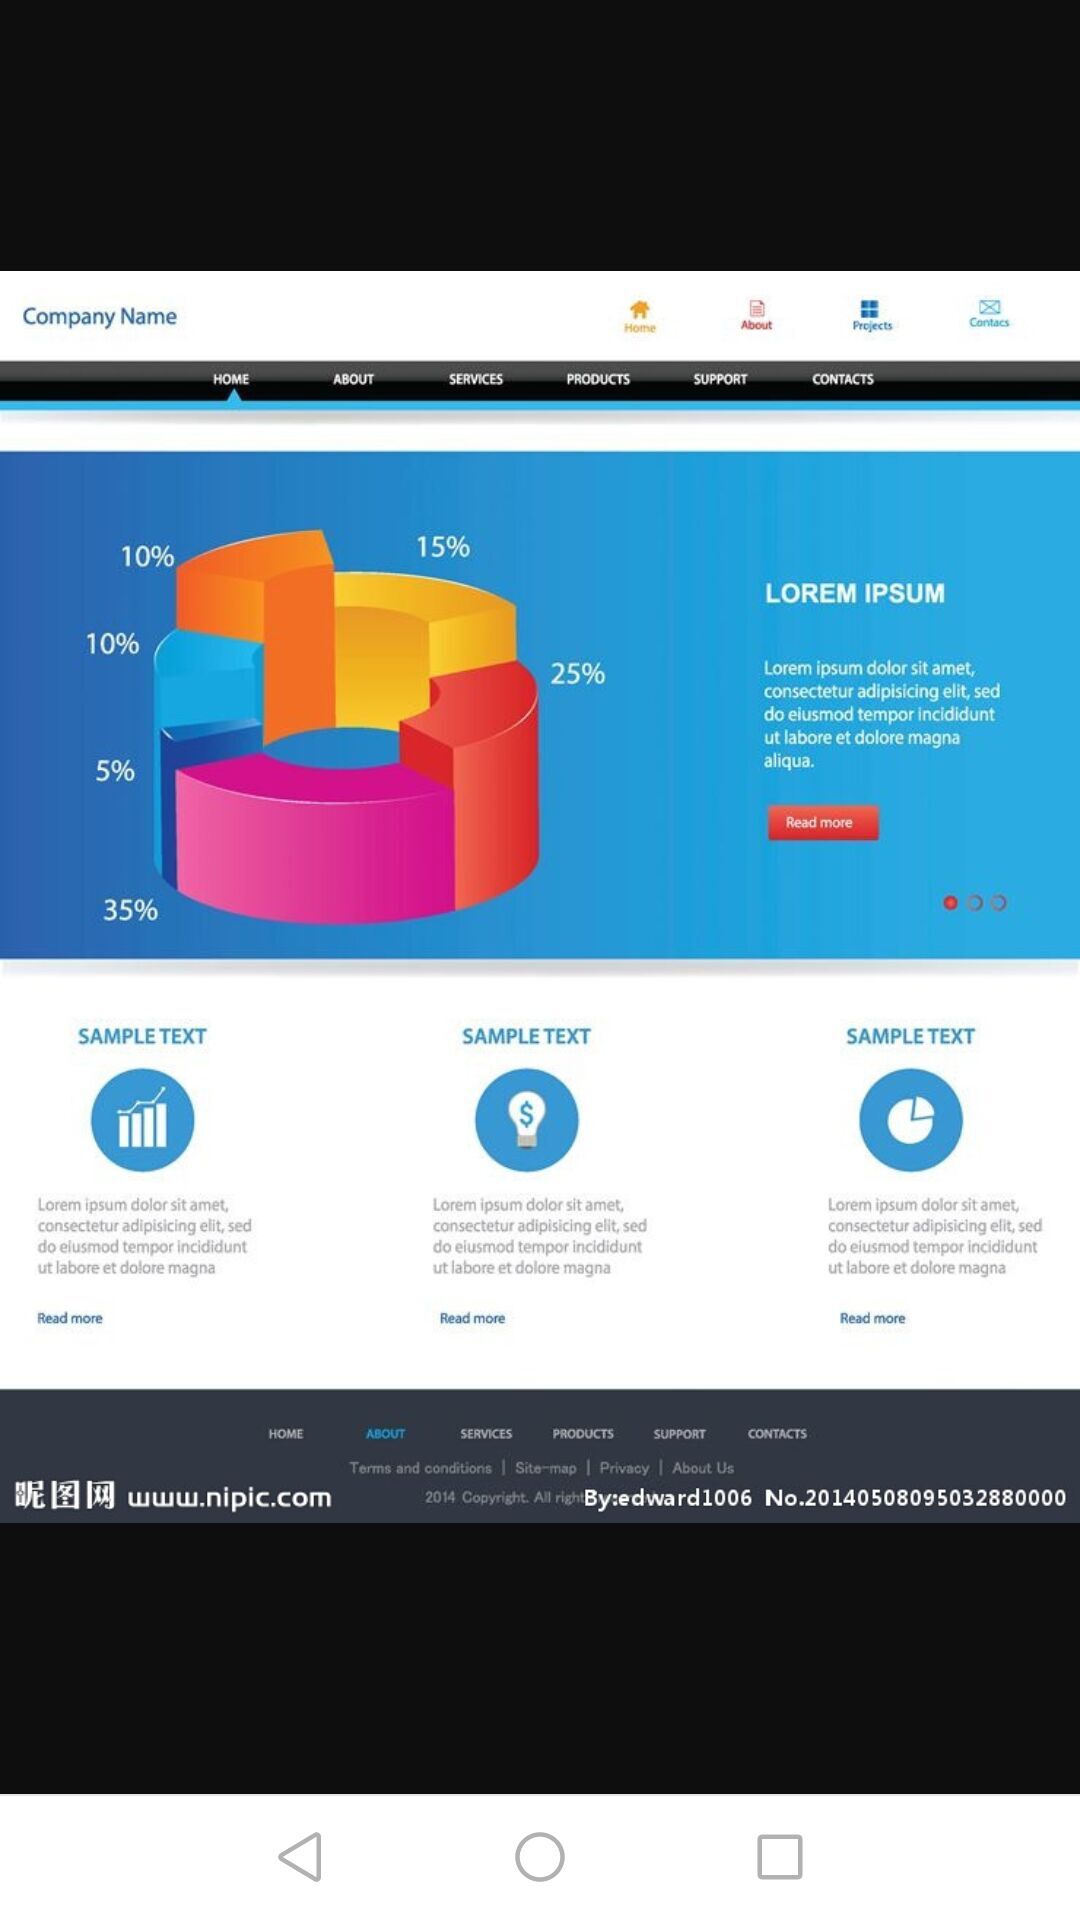 Company Name
Home
About
Projects
Contacs
HOME ABOUT SERVICES PRODUCTS SUPPORT CONTACTS
10%
15%
10%
25%
5%
35%
LOREM IPSUM
Lorem ipsum dolor sit amet,
consectetur adipisicing elit, sed
do eiusmod tempor incididunt
ut labore et dolore magna
aliqua.
Read more
SAMPLE TEXT
Lorem ipsum dolor sit amet,
consectetur adipisicing elit, sed
do eiusmod tempor incididunt
ut labore et dolore magna
Read more
SAMPLE TEXT
Lorem ipsum dolor sit amet,
consectetur adipisicing elit, sed
do eiusmod tempor incididunt
ut labore et dolore magna
Read more
SAMPLE TEXT
Lorem ipsum dolor sit amet,
consectetur adipisicing elit, sed
do eiusmod tempor incididunt
ut labore et dolore magna
Read more
HOME ABOUT SERVICES PRODUCTS SUPPORT CONTACTS
Terms and conditions | Site-map | Privacy | About Us
2014 Copyright. All
昵图网 www.nipic.com
By:edward1006 No.20140508095032880000